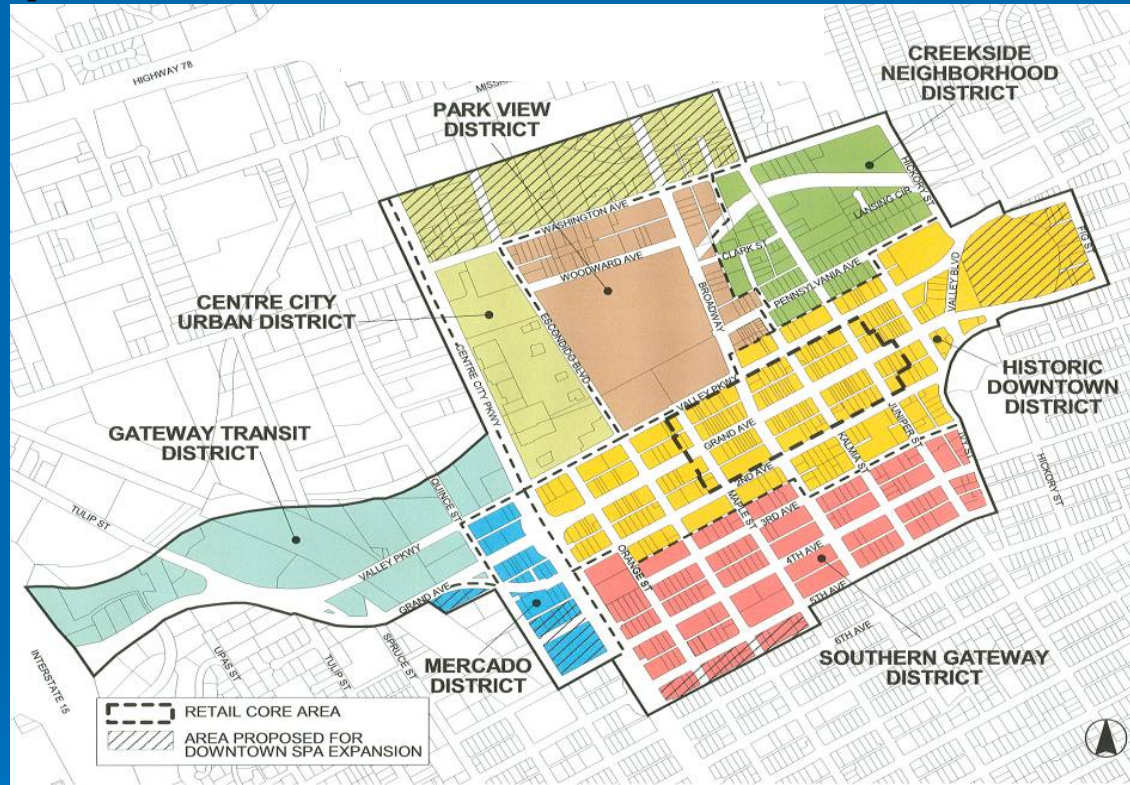 HIGHWAY 78
CREEKSIDE
NEIGHBORHOOD
DISTRICT
PARK VIEW
DISTRICT
HICKORY ST
WASHINGTON AVE
LANSING CIR
CLARK ST
WOODWARD AVE
FIG ST
PENNSYLVANIA AVE
VALLEY BLVD
BROADWAY
CENTRE CITY
URBAN DISTRICT
ESCONDIDO BLVD
CENTRE CITY PKWY
VALLEY PKWY
HISTORIC
DOWNTOWN
DISTRICT
GATEWAY TRANSIT
DISTRICT
GRAND AVE
JUNIPER ST
KALMIA ST
IVY ST
2ND AVE
HICKORY ST
QUINCE ST
MAPLE ST
TULIP ST
3RD AVE
4TH AVE
ORANGE ST
VALLEY PKWY
5TH AVE
GRAND AVE
6TH AVE
UPAS ST
TULIP ST
SPRUCE ST
INTERSTATE 15
MERCADO
DISTRICT
SOUTHERN GATEWAY
DISTRICT
RETAIL CORE AREA
AREA PROPOSED FOR
DOWNTOWN SPA EXPANSION